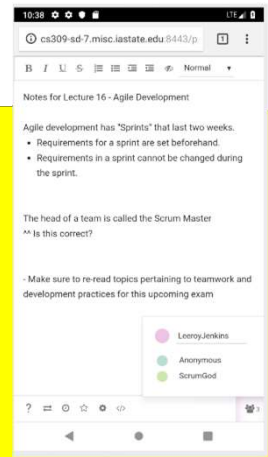 10:38
LTE
cs309-sd-7.misc.iastate.edu:8443/p
1
B I U S Normal
Notes for Lecture 16 - Agile Development
Agile development has "Sprints" that last two weeks.
• Requirements for a sprint are set beforehand.
• Requirements in a sprint cannot be changed during
the sprint.
The head of a team is called the Scrum Master
^^ Is this correct?
- Make sure to re-read topics pertaining to teamwork and
development practices for this upcoming exam
LeeroyJenkins
Anonymous
ScrumGod
? </> 3